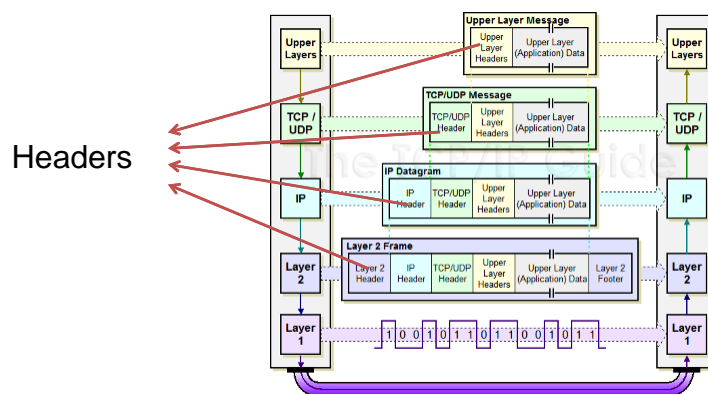 Headers
Upper Layer Message
Upper
Layers
Upper
Layer
Headers
Upper Layer
(Application) Data
Upper
Layers
TCP/UDP Message
TCP /
UDP
TCP/UDP
Header
Upper
Layer
Headers
Upper Layer
(Application) Data
TCP /
UDP
The TCP/IP Guide
IP Datagram
IP
IP
Header
TCP/UDP
Header
Upper
Layer
Headers
Upper Layer
(Application) Data
IP
Layer 2 Frame
Layer
2
Layer 2
Header
IP
Header
TCP/UDP
Header
Upper
Layer
Headers
Upper Layer
(Application) Data
Layer 2
Footer
Layer
2
Layer
1
1 0 0 1 0 1 1 0 1 1 0 0 1 0 1 1
Layer
1